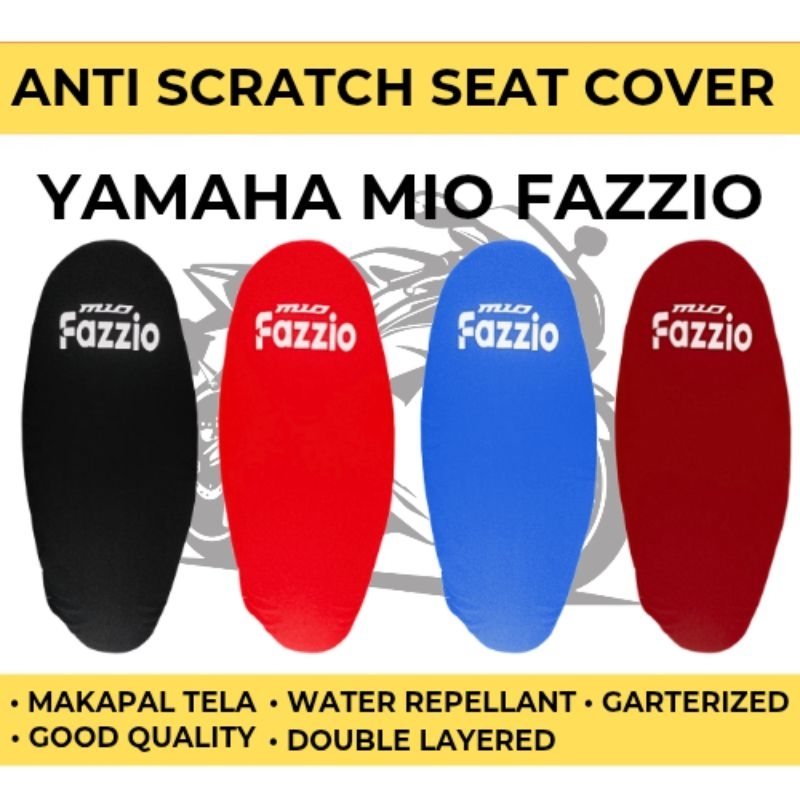 ANTI SCRATCH SEAT COVER
YAMAHA MIO FAZZIO
mio
Fazzio
mio
Fazzio
mio
Fazzio
mio
Fazzio
• MAKAPAL TELA • WATER REPELLANT • GARTERIZED
• GOOD QUALITY • DOUBLE LAYERED